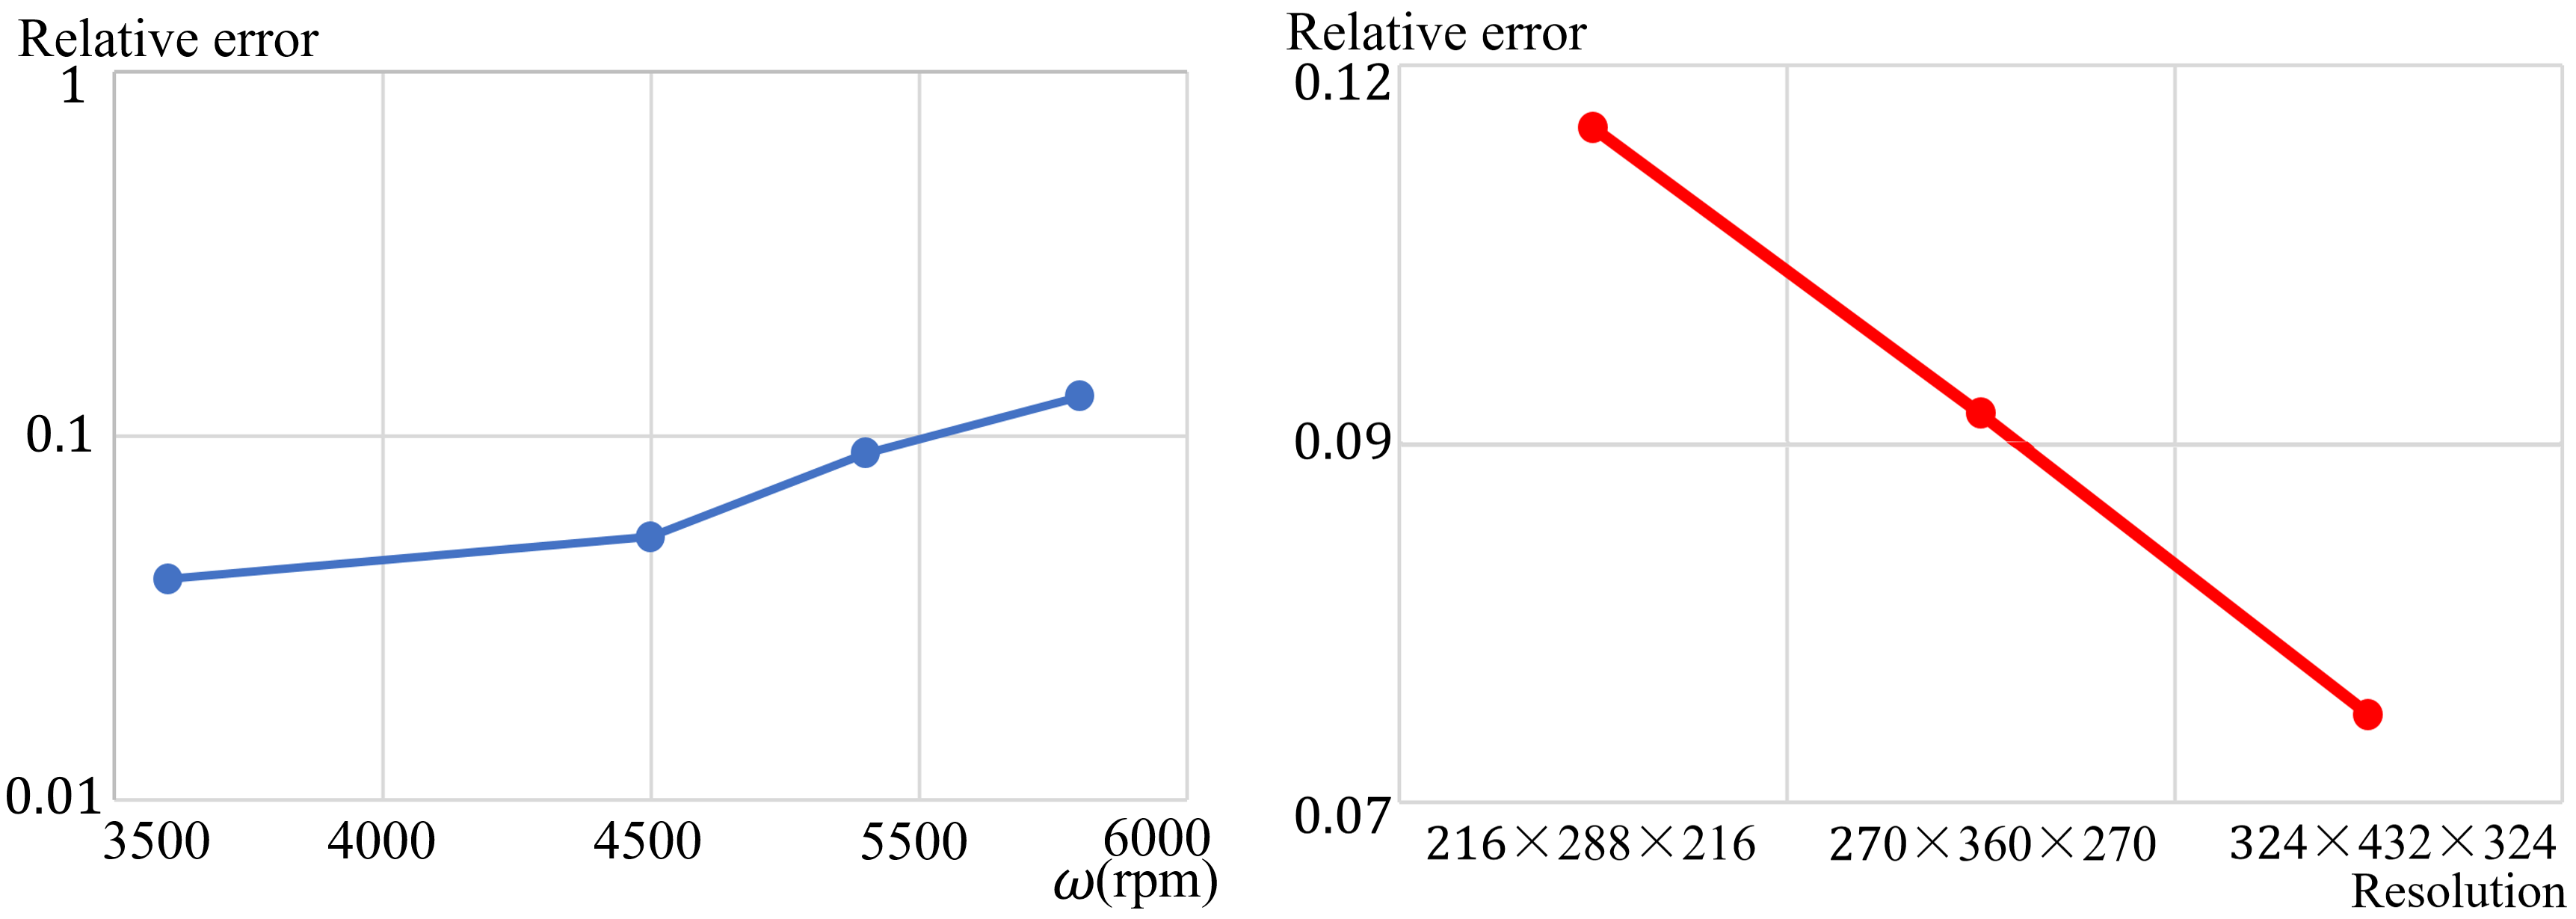 Relative error
1
0.1
0.01
3500 4000 4500 5500 6000
ω(rpm)
Relative error
0.12
0.09
0.07
216×288×216 270×360×270 324×432×324
Resolution